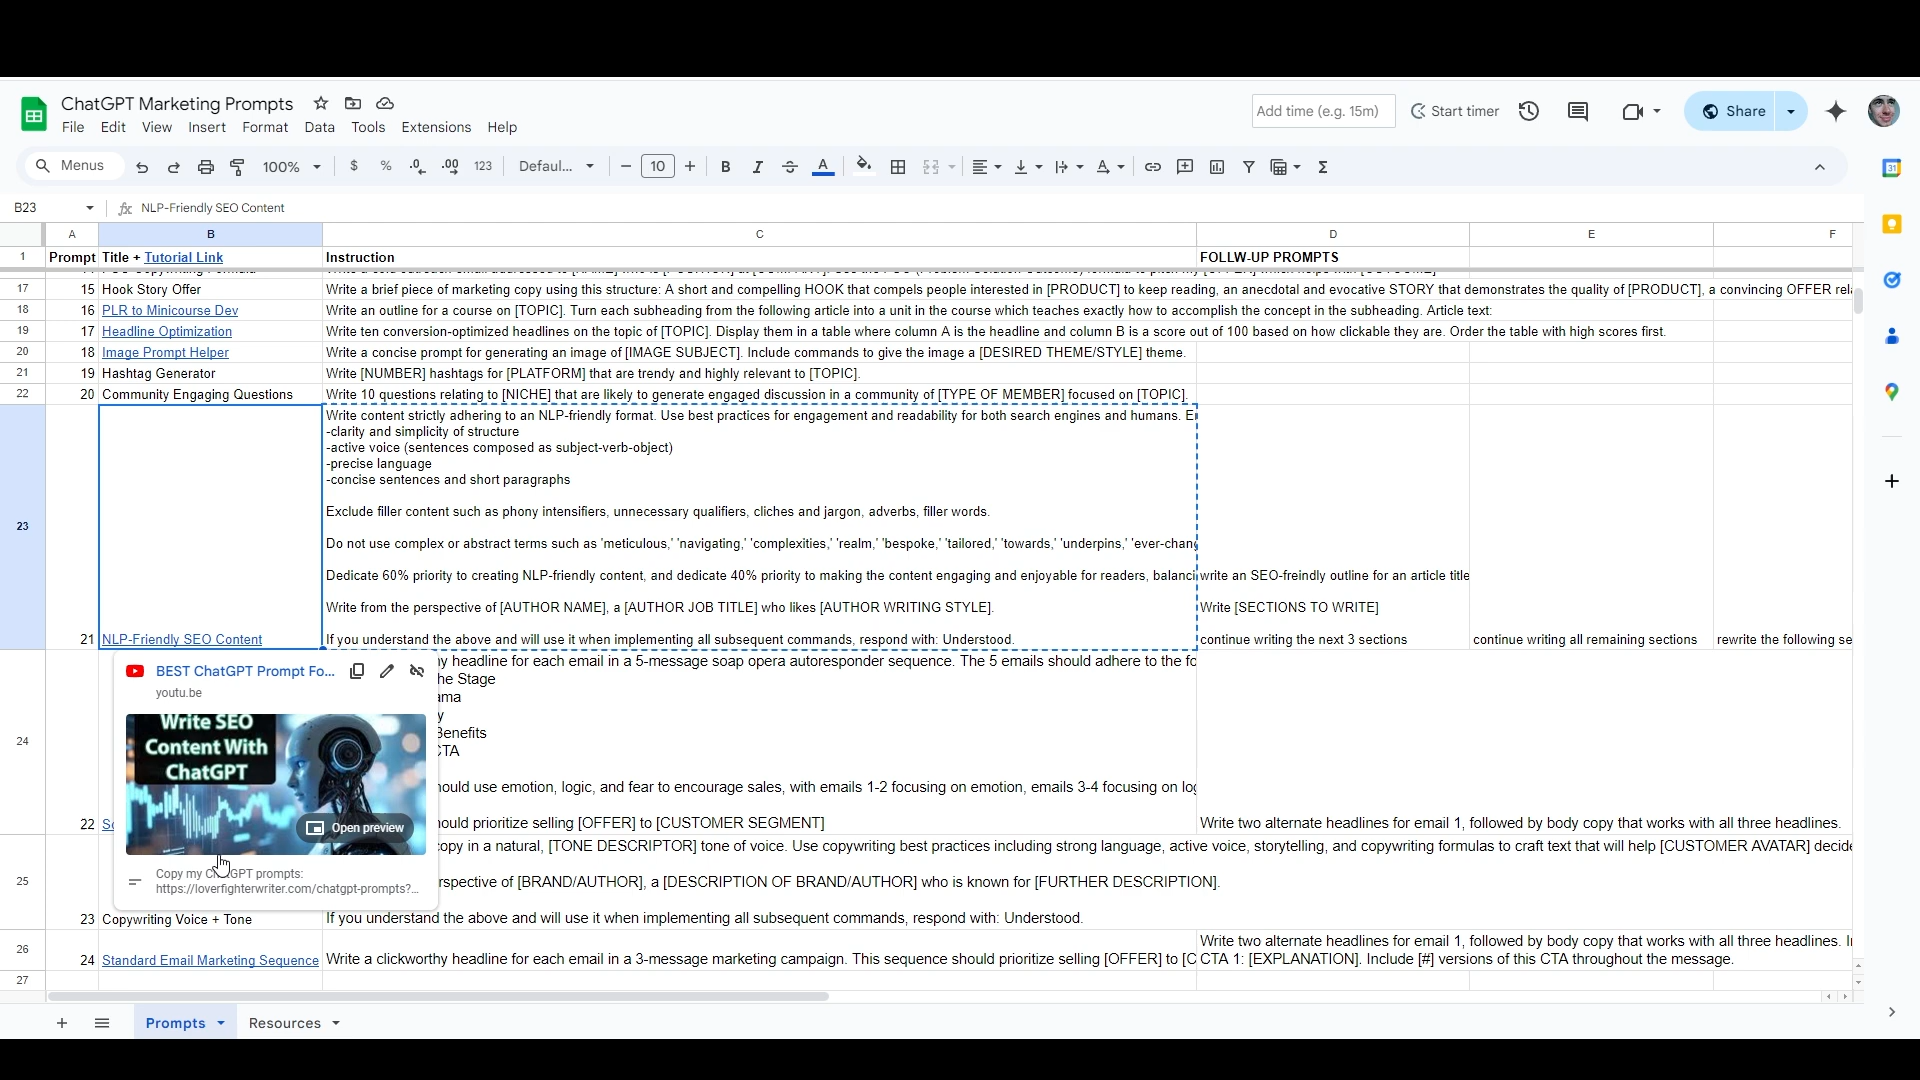 ChatGPT Marketing Prompts
Add time (e.g. 15m)
Start timer
Share
File Edit View Insert Format Data Tools Extensions Help
Menus
100%
$ % .0 .00 123
Defaul...
10
B I A
B23
fx NLP-Friendly SEO Content
A B C D E F
1 Prompt Title + Tutorial Link Instruction FOLLW-UP PROMPTS
17 15 Hook Story Offer Write a brief piece of marketing copy using this structure: A short and compelling HOOK that compels people interested in [PRODUCT] to keep reading, an anecdotal and evocative STORY that demonstrates the quality of [PRODUCT], a convincing OFFER rel
18 16 PLR to Minicourse Dev Write an outline for a course on [TOPIC]. Turn each subheading from the following article into a unit in the course which teaches exactly how to accomplish the concept in the subheading. Article text:
19 17 Headline Optimization Write ten conversion-optimized headlines on the topic of [TOPIC]. Display them in a table where column A is the headline and column B is a score out of 100 based on how clickable they are. Order the table with high scores first.
20 18 Image Prompt Helper Write a concise prompt for generating an image of [IMAGE SUBJECT]. Include commands to give the image a [DESIRED THEME/STYLE] theme.
21 19 Hashtag Generator Write [NUMBER] hashtags for [PLATFORM] that are trendy and highly relevant to [TOPIC].
22 20 Community Engaging Questions Write 10 questions relating to [NICHE] that are likely to generate engaged discussion in a community of [TYPE OF MEMBER] focused on [TOPIC].
Write content strictly adhering to an NLP-friendly format. Use best practices for engagement and readability for both search engines and humans. E
-clarity and simplicity of structure
-active voice (sentences composed as subject-verb-object)
-precise language
-concise sentences and short paragraphs
Exclude filler content such as phony intensifiers, unnecessary qualifiers, cliches and jargon, adverbs, filler words.
23
Do not use complex or abstract terms such as 'meticulous,' 'navigating,' 'complexities,' 'realm,' 'bespoke,' 'tailored,' 'towards,' 'underpins,' 'ever-chang
Dedicate 60% priority to creating NLP-friendly content, and dedicate 40% priority to making the content engaging and enjoyable for readers, balanci write an SEO-freindly outline for an article title
Write from the perspective of [AUTHOR NAME], a [AUTHOR JOB TITLE] who likes [AUTHOR WRITING STYLE]. Write [SECTIONS TO WRITE]
21 NLP-Friendly SEO Content If you understand the above and will use it when implementing all subsequent commands, respond with: Understood. continue writing the next 3 sections continue writing all remaining sections rewrite the following se
BEST ChatGPT Prompt Fo...
youtu.be
Write SEO
Content With
ChatGPT
Open preview
Copy my ChatGPT prompts:
https://loverfighterwriter.com/chatgpt-prompts?...
y headline for each email in a 5-message soap opera autoresponder sequence. The 5 emails should adhere to the fo
he Stage
ama
y
Benefits
CTA
24
ould use emotion, logic, and fear to encourage sales, with emails 1-2 focusing on emotion, emails 3-4 focusing on log
22 So ould prioritize selling [OFFER] to [CUSTOMER SEGMENT] Write two alternate headlines for email 1, followed by body copy that works with all three headlines.
opy in a natural, [TONE DESCRIPTOR] tone of voice. Use copywriting best practices including strong language, active voice, storytelling, and copywriting formulas to craft text that will help [CUSTOMER AVATAR] decide
25 rspective of [BRAND/AUTHOR], a [DESCRIPTION OF BRAND/AUTHOR] who is known for [FURTHER DESCRIPTION].
23 Copywriting Voice + Tone If you understand the above and will use it when implementing all subsequent commands, respond with: Understood.
Write two alternate headlines for email 1, followed by body copy that works with all three headlines. I
26 24 Standard Email Marketing Sequence Write a clickworthy headline for each email in a 3-message marketing campaign. This sequence should prioritize selling [OFFER] to [C CTA 1: [EXPLANATION]. Include [#] versions of this CTA throughout the message.
27
Prompts Resources
31